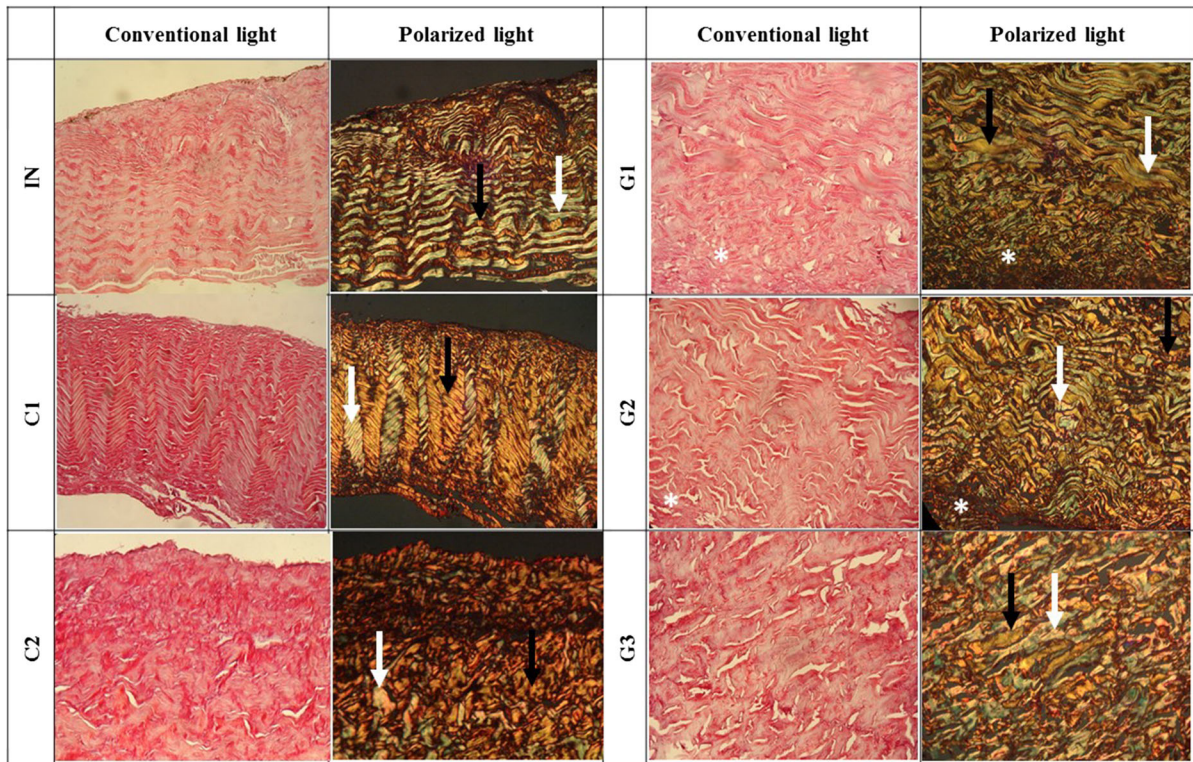 Conventional light Polarized light Conventional light Polarized light
IN G1
* *
C1 G2
* *
C2 G3